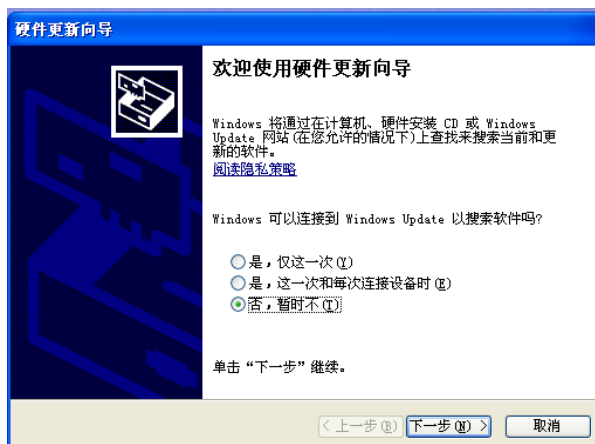 硬件更新向导
欢迎使用硬件更新向导
Windows 将通过在计算机、硬件安装 CD 或 Windows
Update 网站(在您允许的情况下)上查找来搜索当前和更
新的软件。
阅读隐私策略
Windows 可以连接到 Windows Update 以搜索软件吗?
是，仅这一次(Y)
是，这一次和每次连接设备时(E)
否，暂时不(T)
单击“下一步”继续。
< 上一步(B) 下一步(N) > 取消